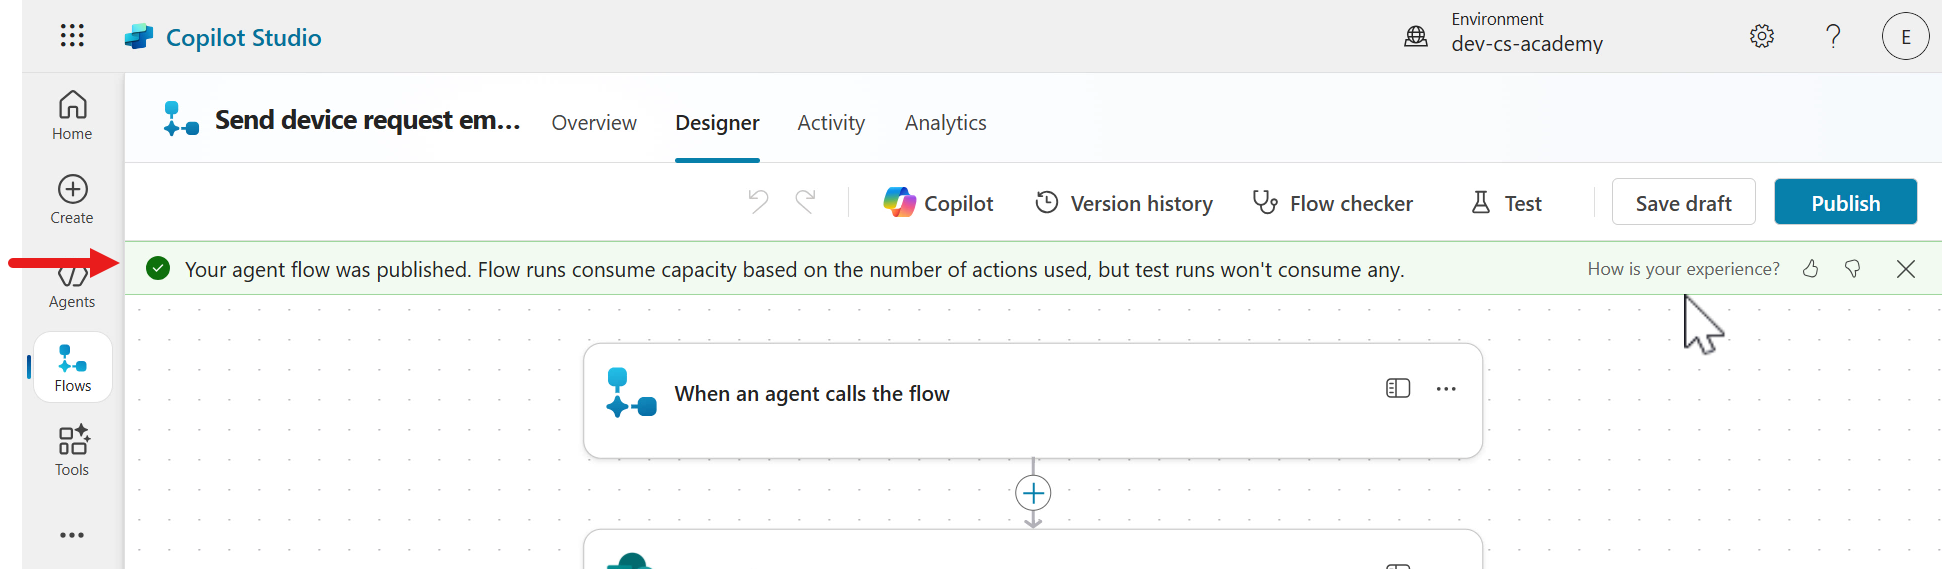 Copilot Studio
Environment
dev-cs-academy
E
Home
Create
Agents
Flows
Tools
Send device request em...
Overview
Designer
Activity
Analytics
Copilot
Version history
Flow checker
Test
Save draft
Publish
Your agent flow was published. Flow runs consume capacity based on the number of actions used, but test runs won't consume any.
How is your experience?
When an agent calls the flow